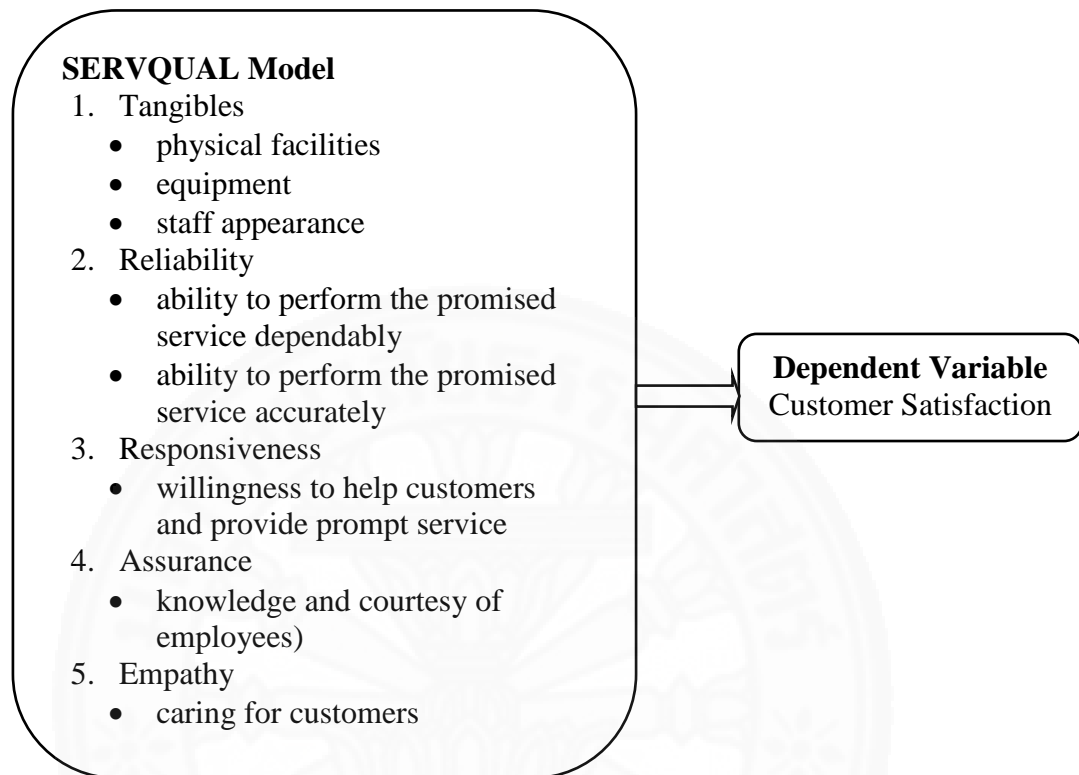 SERVQUAL Model
1. Tangibles
• physical facilities
• equipment
• staff appearance
2. Reliability
• ability to perform the promised
service dependably
• ability to perform the promised
service accurately
3. Responsiveness
• willingness to help customers
and provide prompt service
4. Assurance
• knowledge and courtesy of
employees)
5. Empathy
• caring for customers
Dependent Variable
Customer Satisfaction